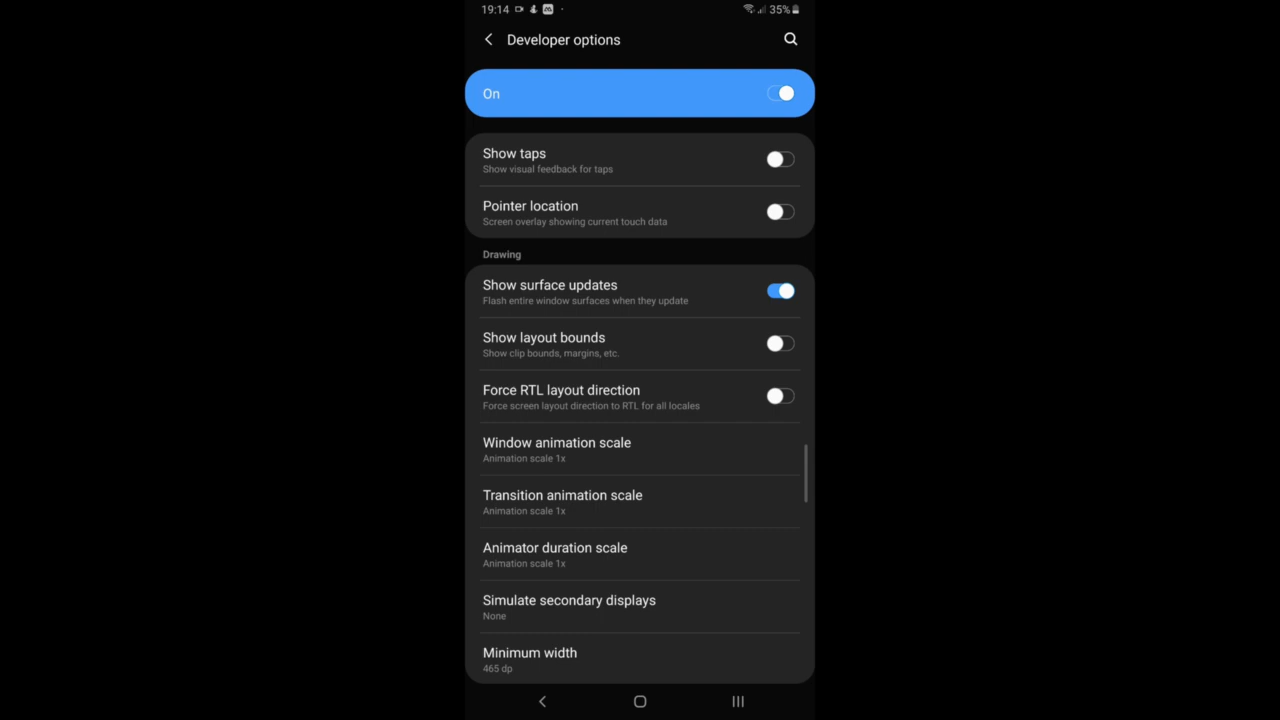 19:14
35%
Developer options
On
Show taps
Show visual feedback for taps
Pointer location
Screen overlay showing current touch data
Drawing
Show surface updates
Flash entire window surfaces when they update
Show layout bounds
Show clip bounds, margins, etc.
Force RTL layout direction
Force screen layout direction to RTL for all locales
Window animation scale
Animation scale 1x
Transition animation scale
Animation scale 1x
Animator duration scale
Animation scale 1x
Simulate secondary displays
None
Minimum width
465 dp